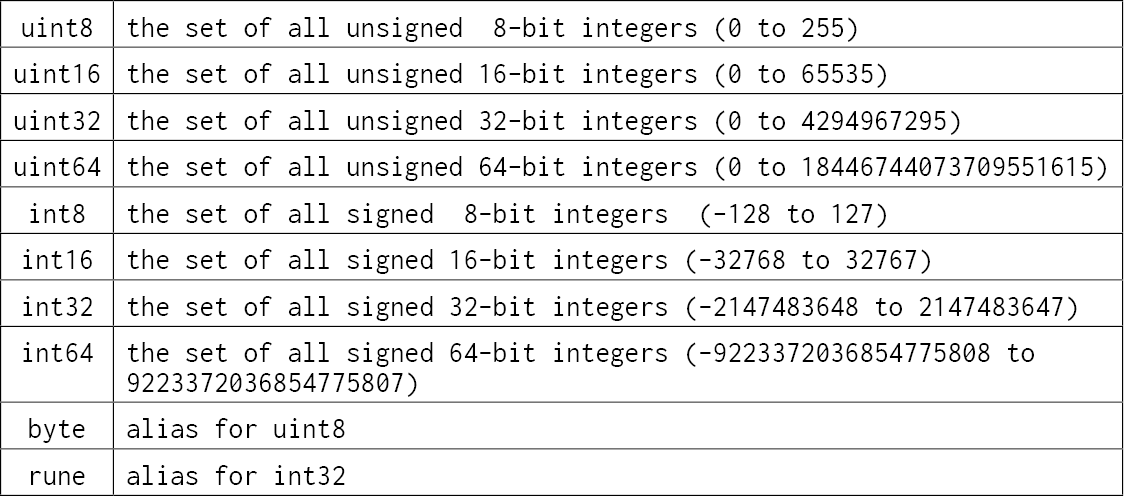 uint8 the set of all unsigned  8-bit integers (0 to 255)
uint16 the set of all unsigned 16-bit integers (0 to 65535)
uint32 the set of all unsigned 32-bit integers (0 to 4294967295)
uint64 the set of all unsigned 64-bit integers (0 to 18446744073709551615)
int8 the set of all signed  8-bit integers  (-128 to 127)
int16 the set of all signed 16-bit integers (-32768 to 32767)
int32 the set of all signed 32-bit integers (-2147483648 to 2147483647)
int64 the set of all signed 64-bit integers (-9223372036854775808 to
9223372036854775807)
byte alias for uint8
rune alias for int32